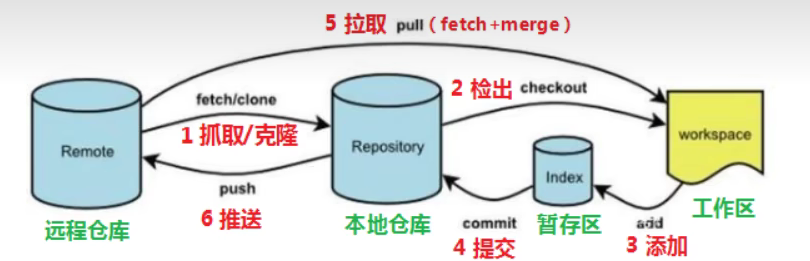 5 拉取 pull ( fetch +merge )
fetch/clone
1 抓取/克隆
2 检出 checkout
Remote
Repository
workspace
Index
push
6 推送
commit
4 提交
add
3 添加
远程仓库
本地仓库
暂存区
工作区